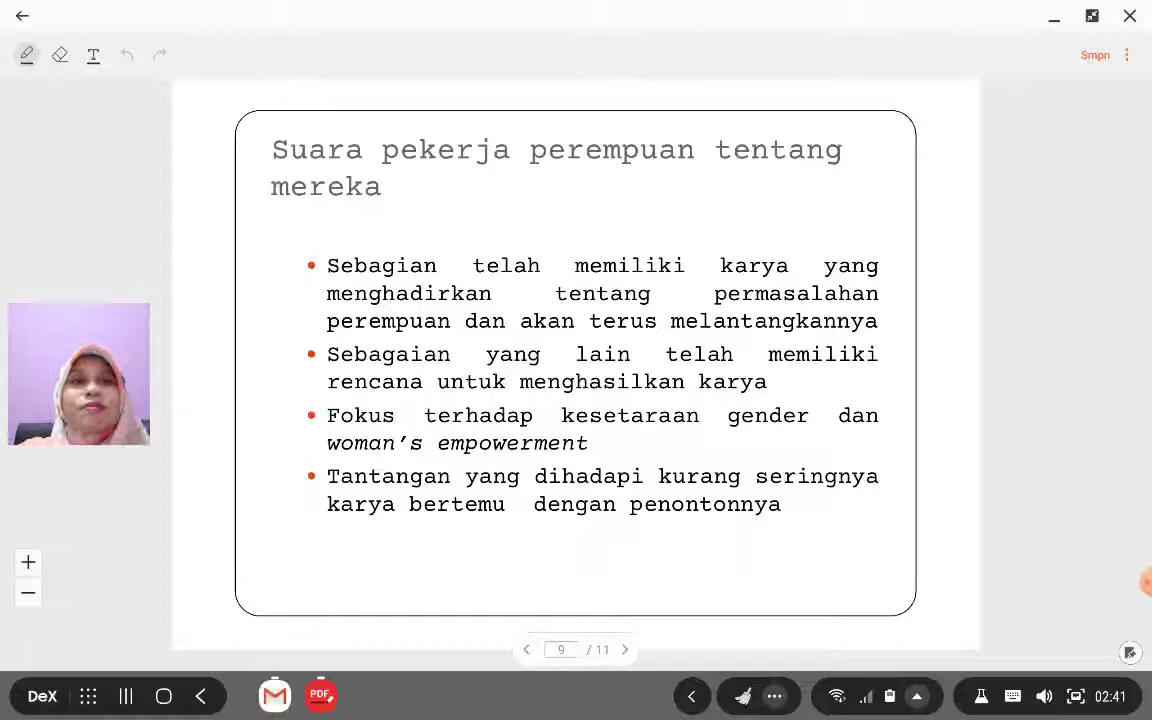 Smpn
Suara pekerja perempuan tentang
mereka
• Sebagian telah memiliki karya yang
menghadirkan tentang permasalahan
perempuan dan akan terus melantangkannya
• Sebagaian yang lain telah memiliki
rencana untuk menghasilkan karya
• Fokus terhadap kesetaraan gender dan
woman's empowerment
• Tantangan yang dihadapi kurang seringnya
karya bertemu dengan penontonnya
9 / 11
DeX
PDF
02:41